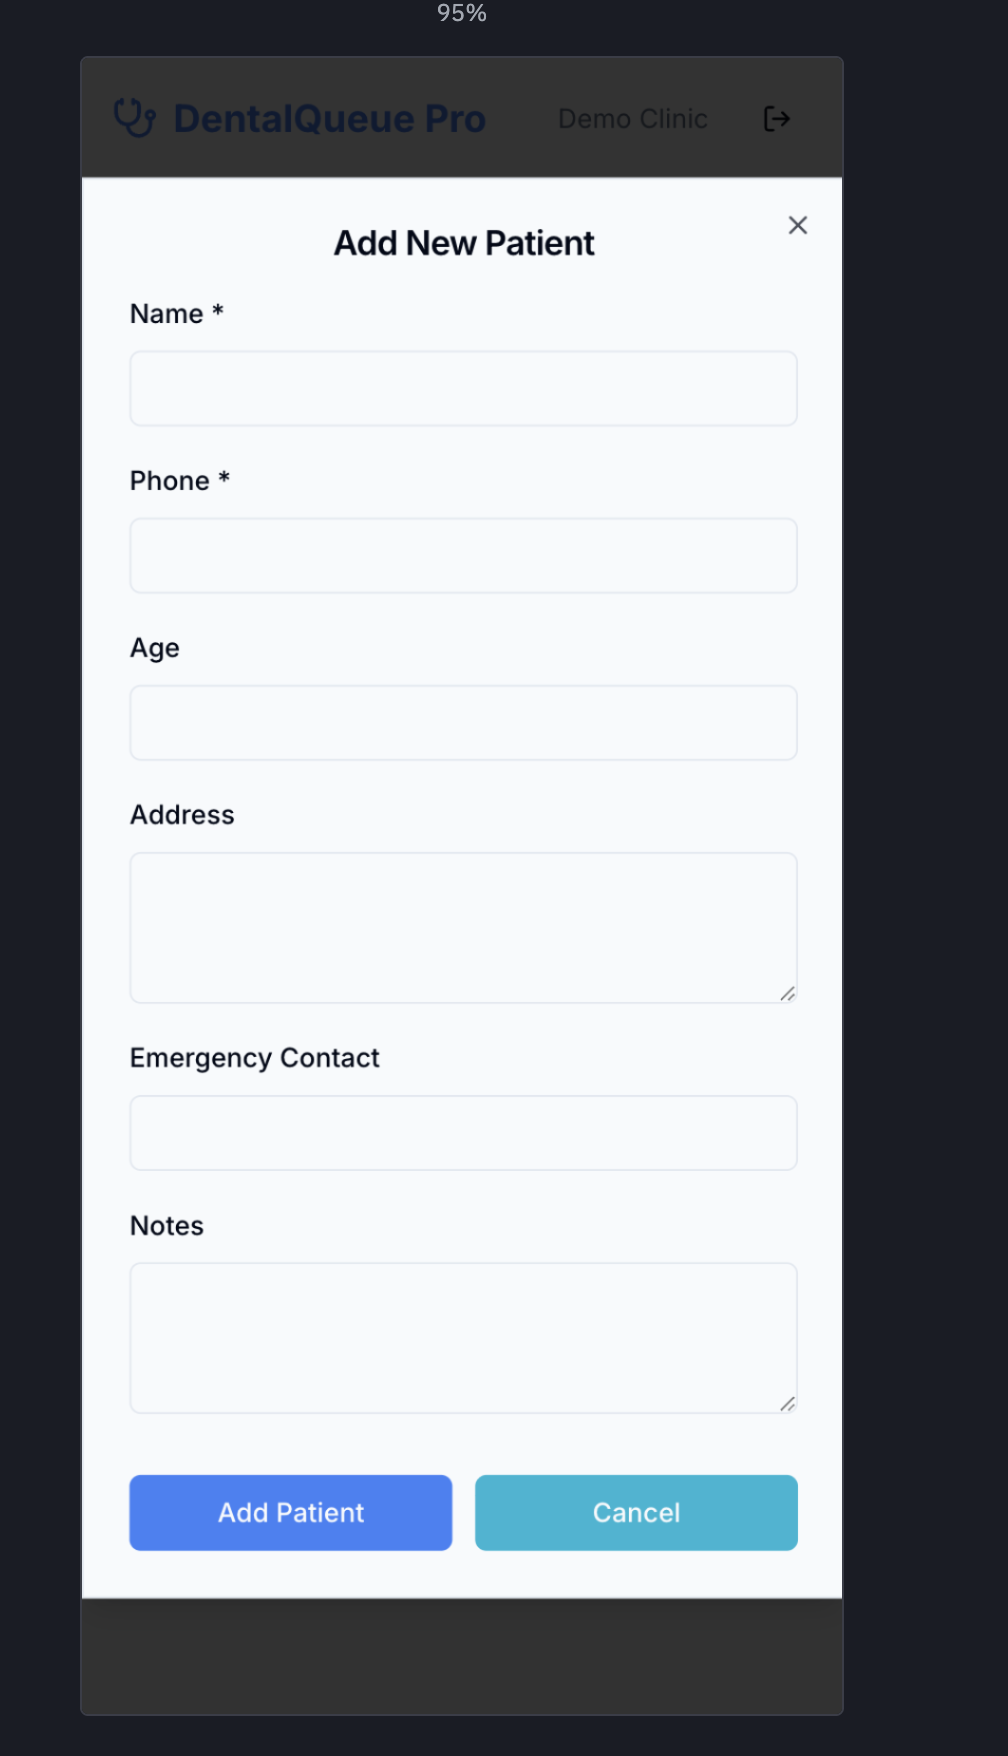 95%
DentalQueue Pro Demo Clinic
Add New Patient
Name *
Phone *
Age
Address
Emergency Contact
Notes
Add Patient Cancel